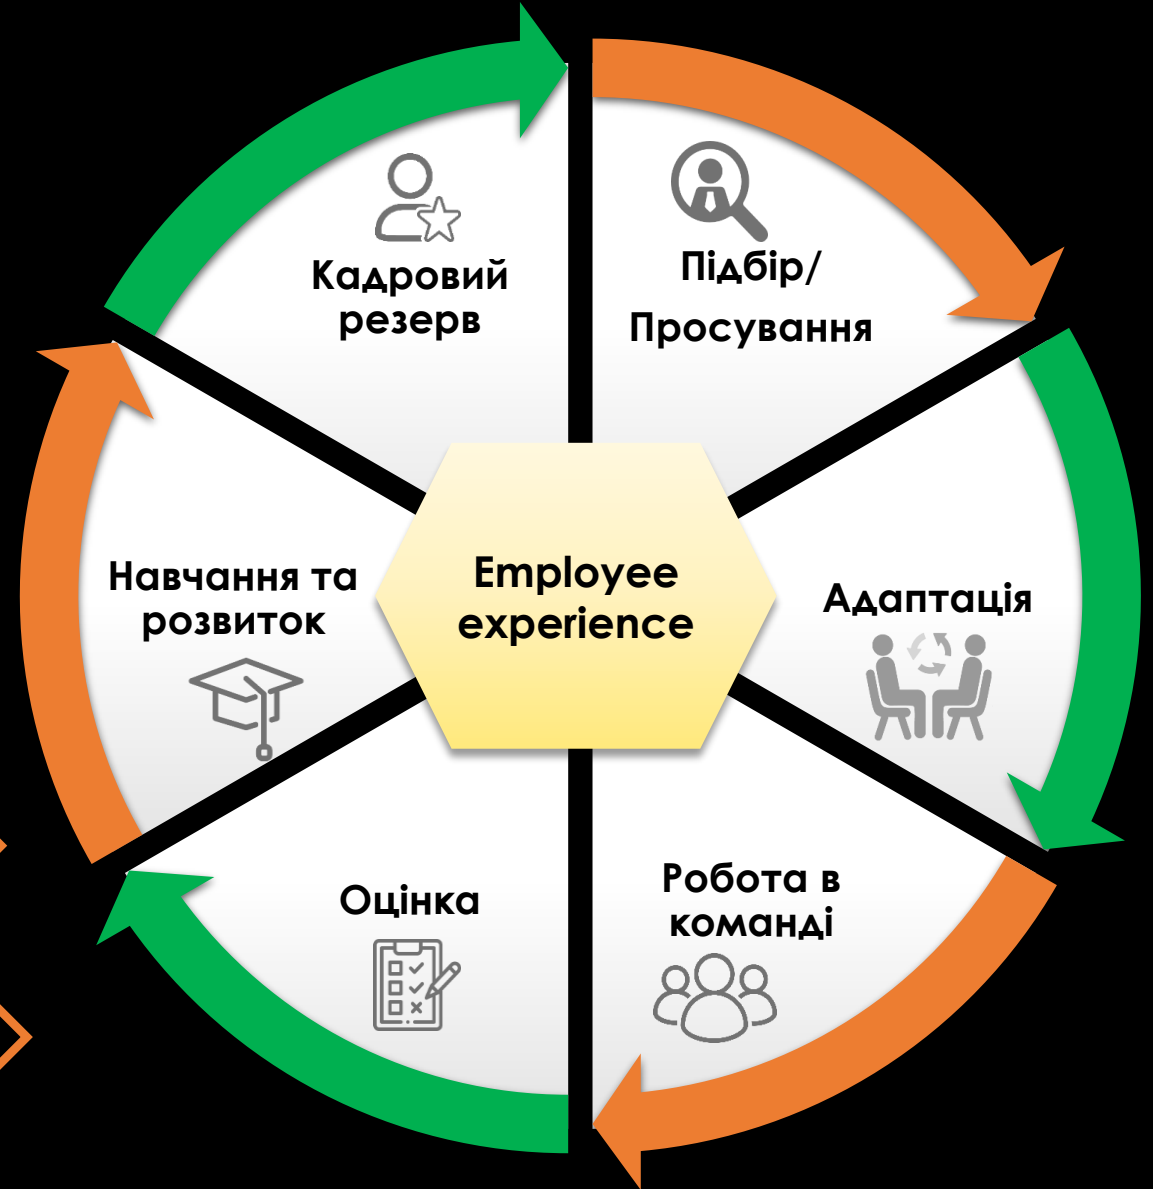 Кадровий
резерв
Підбір/
Просування
Навчання та
розвиток
Employee
experience
Адаптація
Оцінка
Робота в
команді